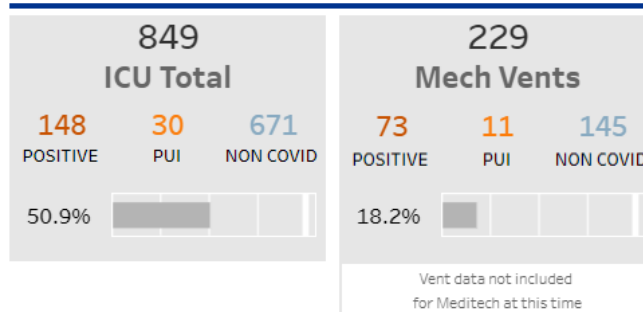 849
ICU Total
148 30 671
POSITIVE PUI NON COVID
50.9%
229
Mech Vents
73 11 145
POSITIVE PUI NON COVID
18.2%
Vent data not included
for Meditech at this time